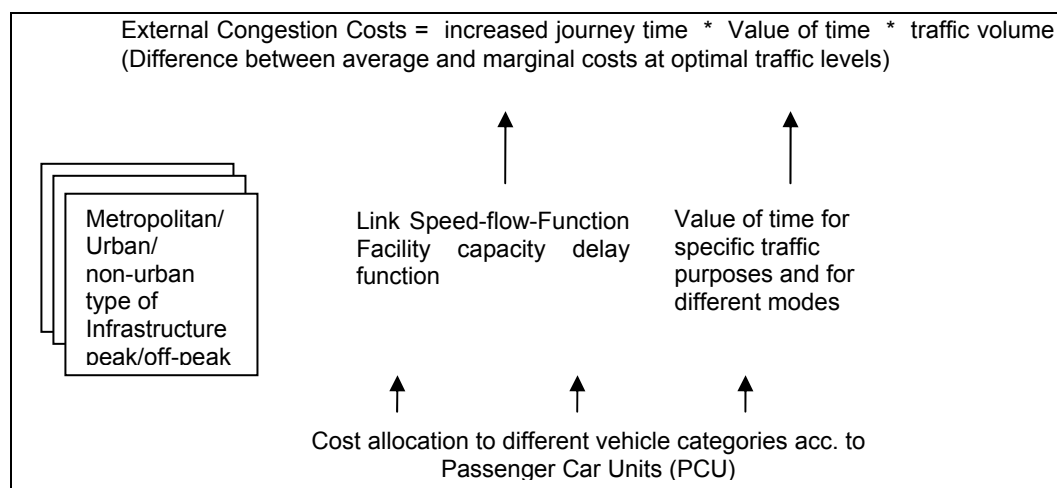 External Congestion Costs = increased journey time * Value of time * traffic volume
(Difference between average and marginal costs at optimal traffic levels)
Metropolitan/
Urban/
non-urban
type of
Infrastructure
peak/off-peak
Link Speed-flow-Function
Facility capacity delay
function
Value of time for
specific traffic
purposes and for
different modes
Cost allocation to different vehicle categories acc. to
Passenger Car Units (PCU)